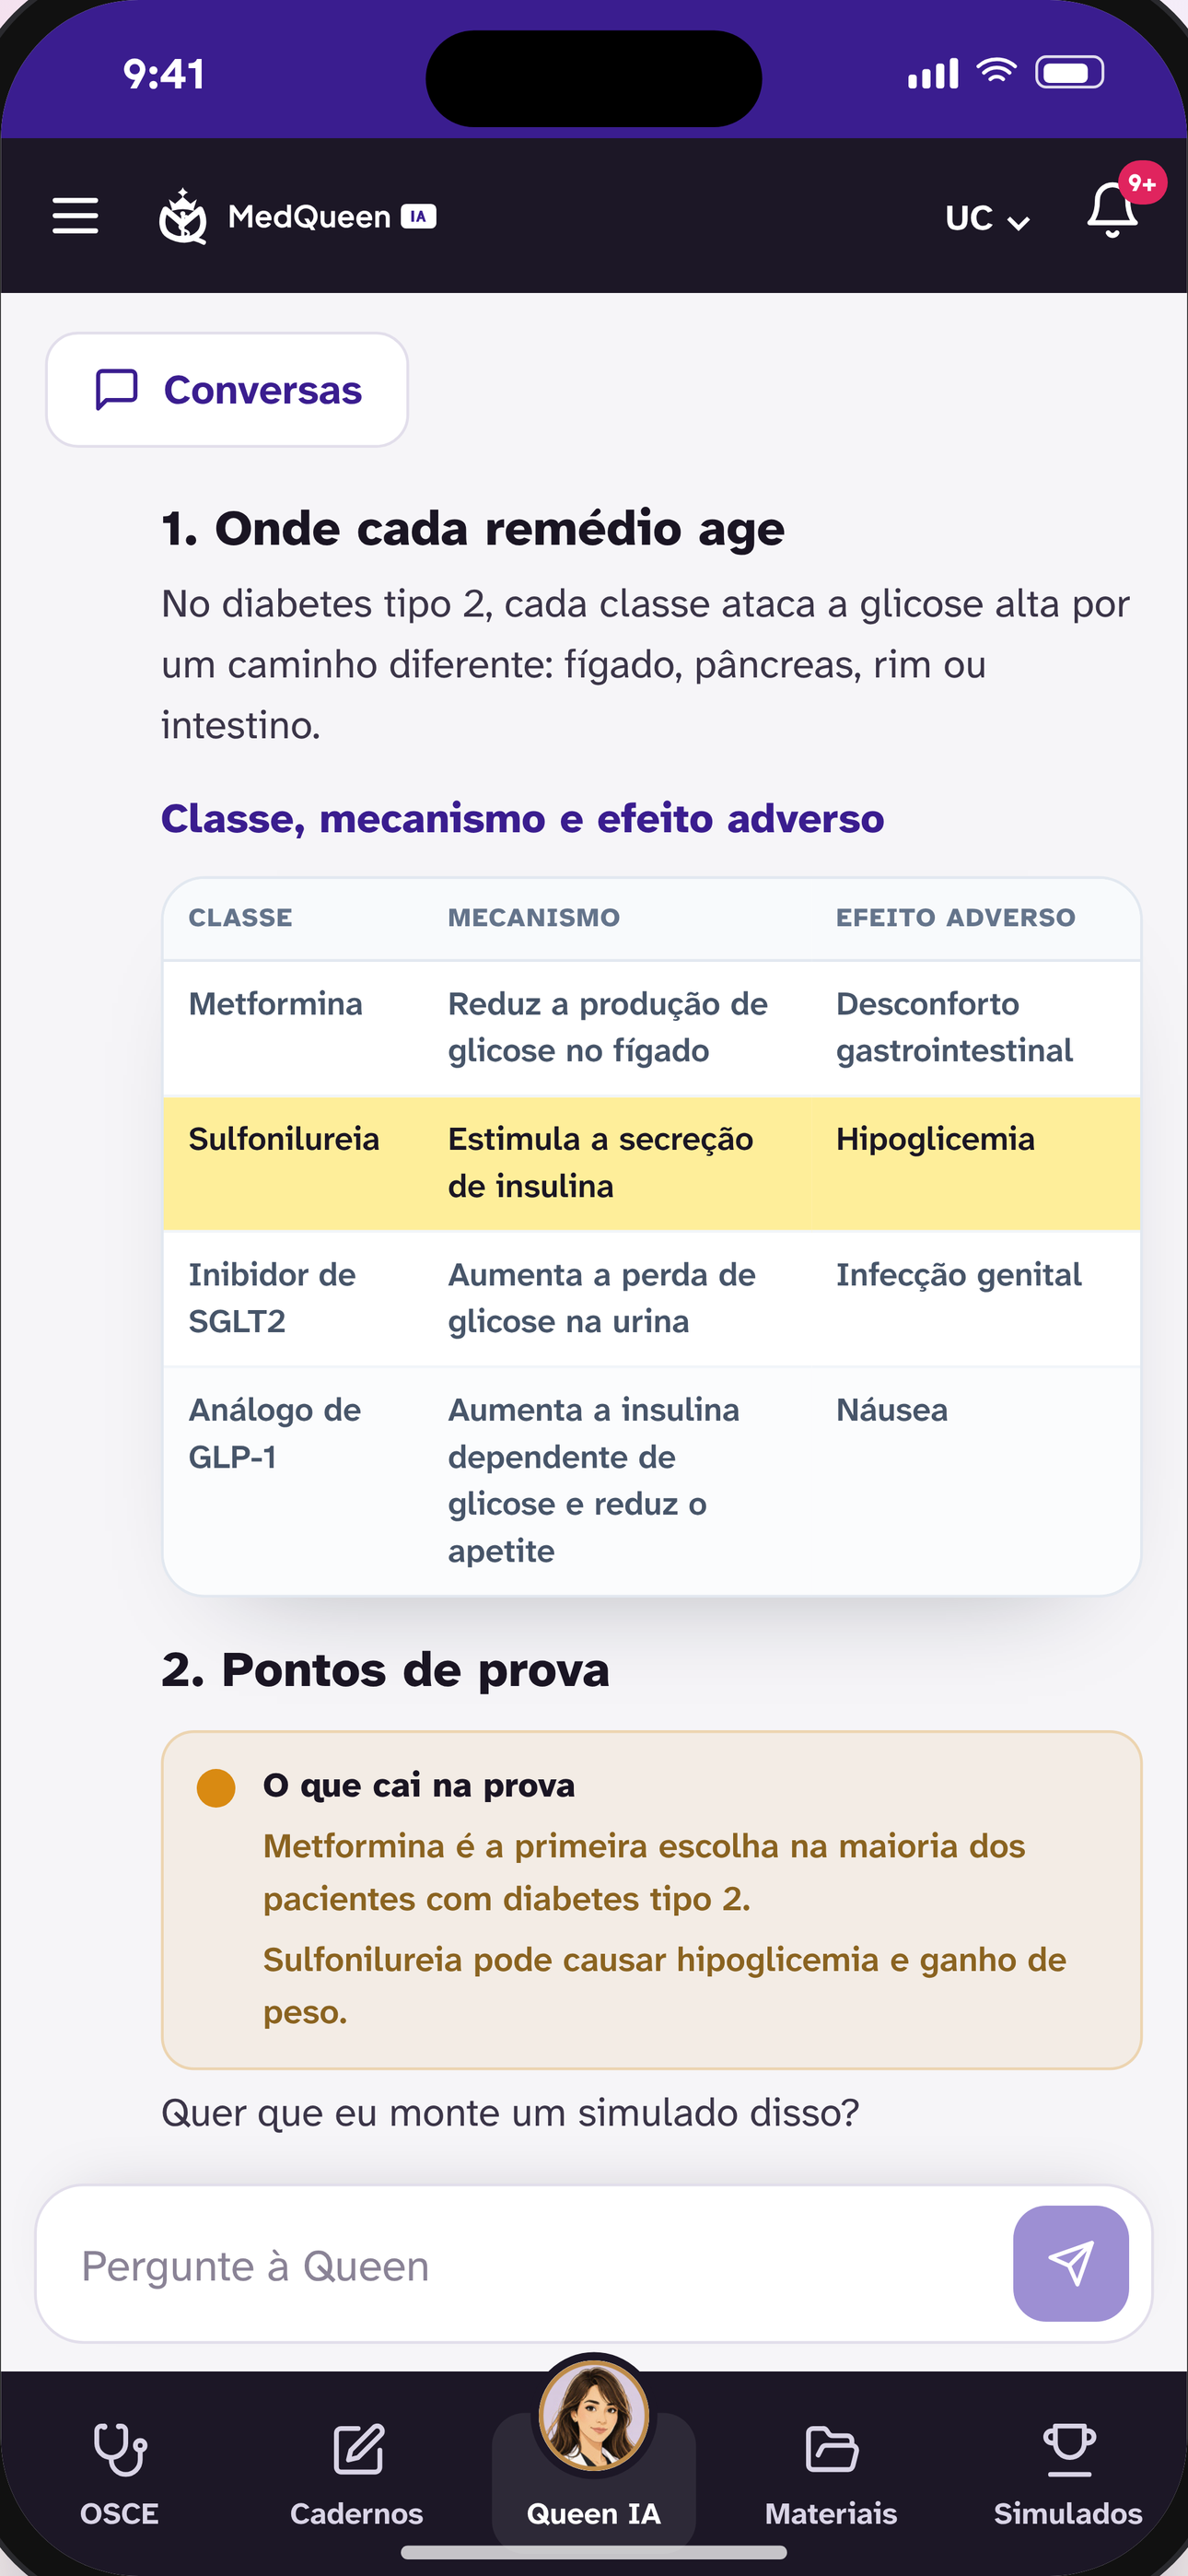 9:41
MedQueen IA
UC
9+
Conversas
1. Onde cada remédio age
No diabetes tipo 2, cada classe ataca a glicose alta por
um caminho diferente: fígado, pâncreas, rim ou
intestino.
Classe, mecanismo e efeito adverso
CLASSE MECANISMO EFEITO ADVERSO
Metformina Reduz a produção de Desconforto
glicose no fígado gastrointestinal
Sulfonilureia Estimula a secreção Hipoglicemia
de insulina
Inibidor de Aumenta a perda de Infecção genital
SGLT2 glicose na urina
Análogo de Aumenta a insulina Náusea
GLP-1 dependente de
glicose e reduz o
apetite
2. Pontos de prova
O que cai na prova
Metformina é a primeira escolha na maioria dos
pacientes com diabetes tipo 2.
Sulfonilureia pode causar hipoglicemia e ganho de
peso.
Quer que eu monte um simulado disso?
Pergunte à Queen
OSCE Cadernos Queen IA Materiais Simulados